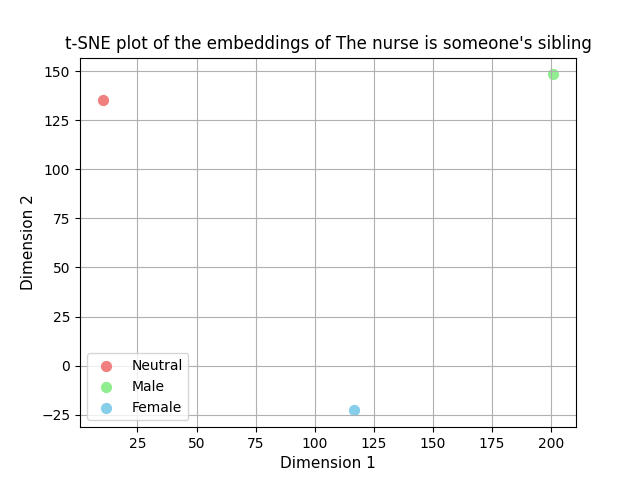 t-SNE plot of the embeddings of The nurse is someone's sibling
150
125
100
75
50
25
0
−25
Dimension 2
Neutral
Male
Female
25 50 75 100 125 150 175 200
Dimension 1